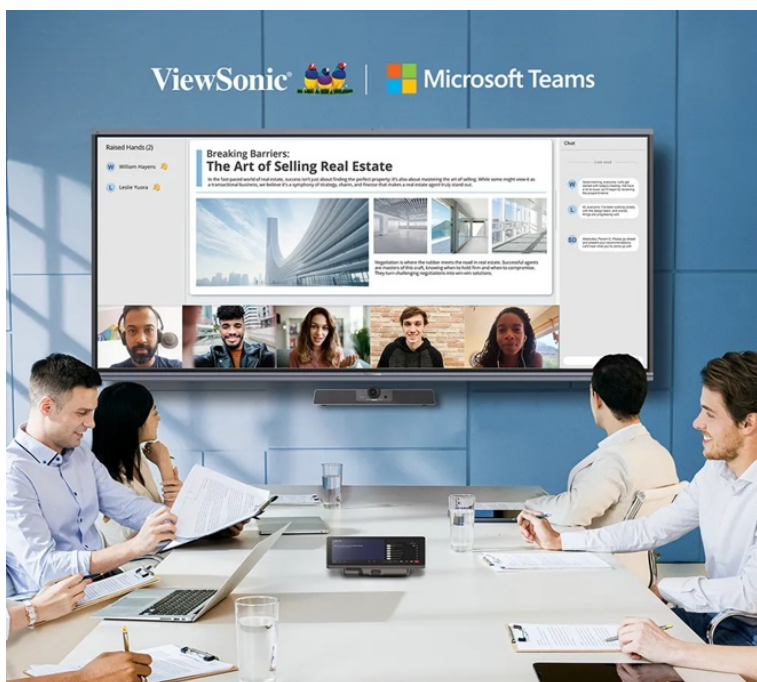 ViewSonic® | Microsoft Teams
Raised Hands (2)
W William Hayens
L Leslie Yuora
Breaking Barriers:
The Art of Selling Real Estate
In the fast-paced world of real estate, success isn't just about finding the perfect property; it's also about mastering the art of selling. While some might view it as
a transactional business, we believe it's a symphony of strategy, charm, and finesse that makes a real estate agent truly stand out.
Negotiation is where the rubber meets the road in real estate. Successful agents
are masters of this craft, knowing when to hold firm and when to compromise.
They turn challenging negotiations into win-win solutions.
Chat
W
L
SO